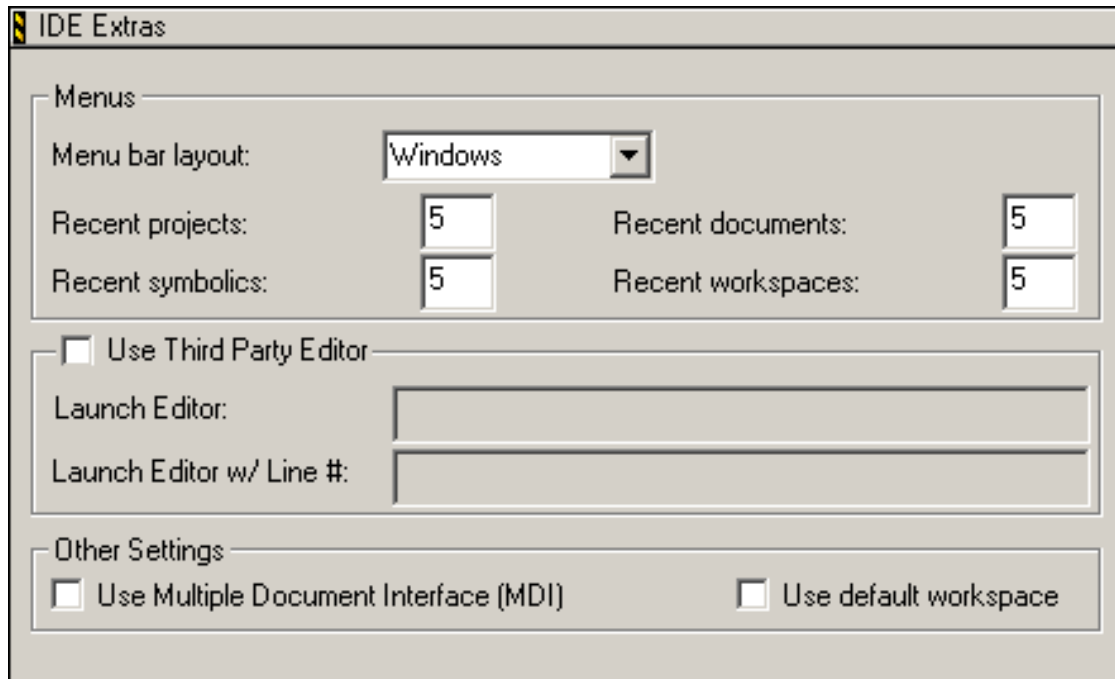 IDE Extras
Menus
Menu bar layout: Windows
Recent projects: 5 Recent documents: 5
Recent symbolics: 5 Recent workspaces: 5
Use Third Party Editor
Launch Editor:
Launch Editor w/ Line #:
Other Settings
Use Multiple Document Interface (MDI) Use default workspace